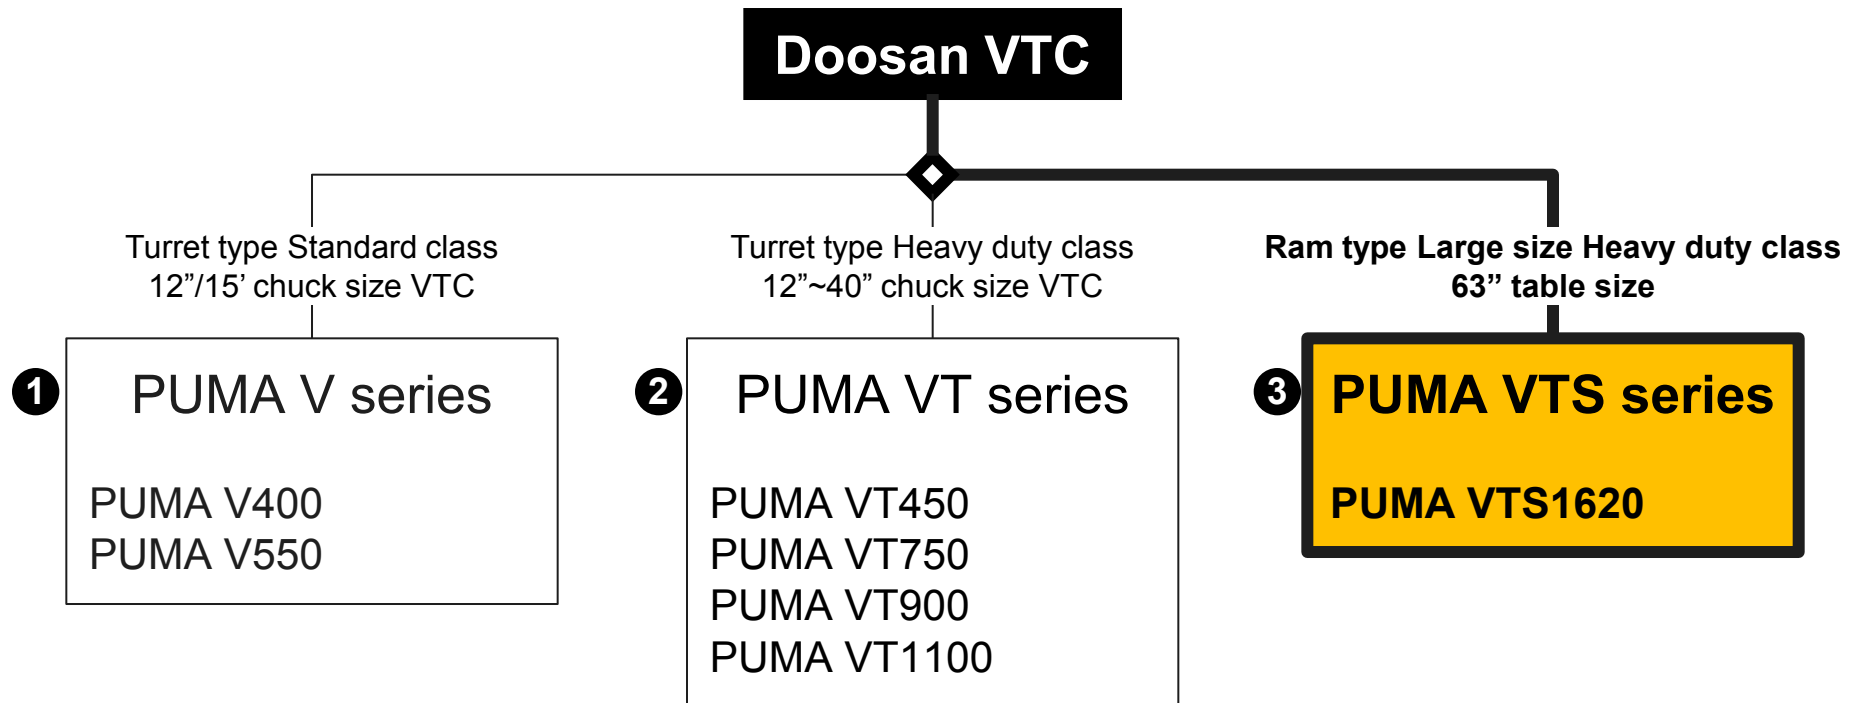 Doosan VTC
Turret type Standard class
12”/15’ chuck size VTC
Turret type Heavy duty class
12”~40” chuck size VTC
Ram type Large size Heavy duty class
63” table size
1
PUMA V series
PUMA V400
PUMA V550
2
PUMA VT series
PUMA VT450
PUMA VT750
PUMA VT900
PUMA VT1100
3
PUMA VTS series
PUMA VTS1620